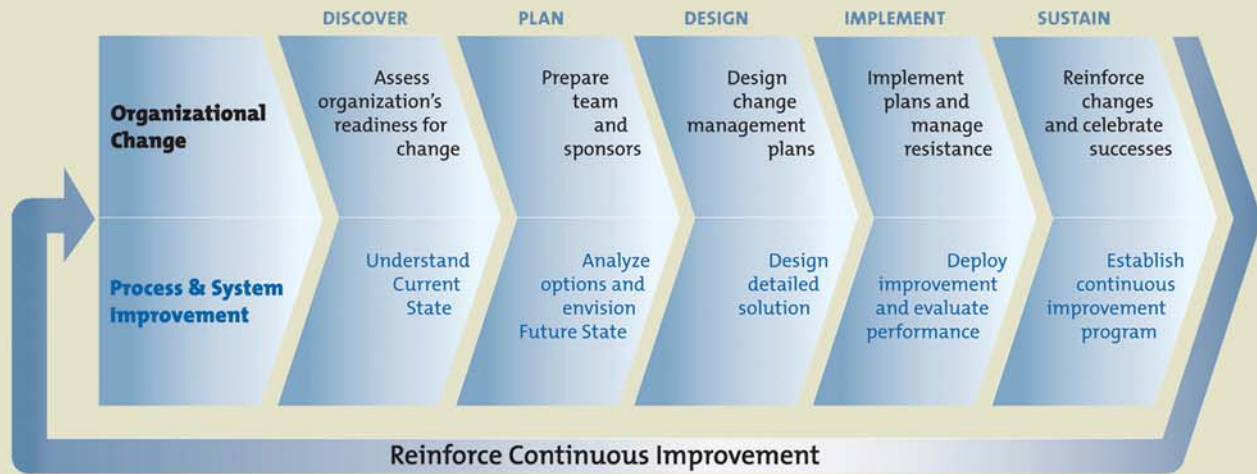 DISCOVER
PLAN
DESIGN
IMPLEMENT
SUSTAIN
Organizational
Change
Assess
organization's
readiness for
change
Prepare
team
and
sponsors
Design
change
management
plans
Implement
plans and
manage
resistance
Reinforce
changes
and celebrate
successes
Process & System
Improvement
Understand
Current
State
Analyze
options and
envision
Future State
Design
detailed
solution
Deploy
improvement
and evaluate
performance
Establish
continuous
improvement
program
Reinforce Continuous Improvement